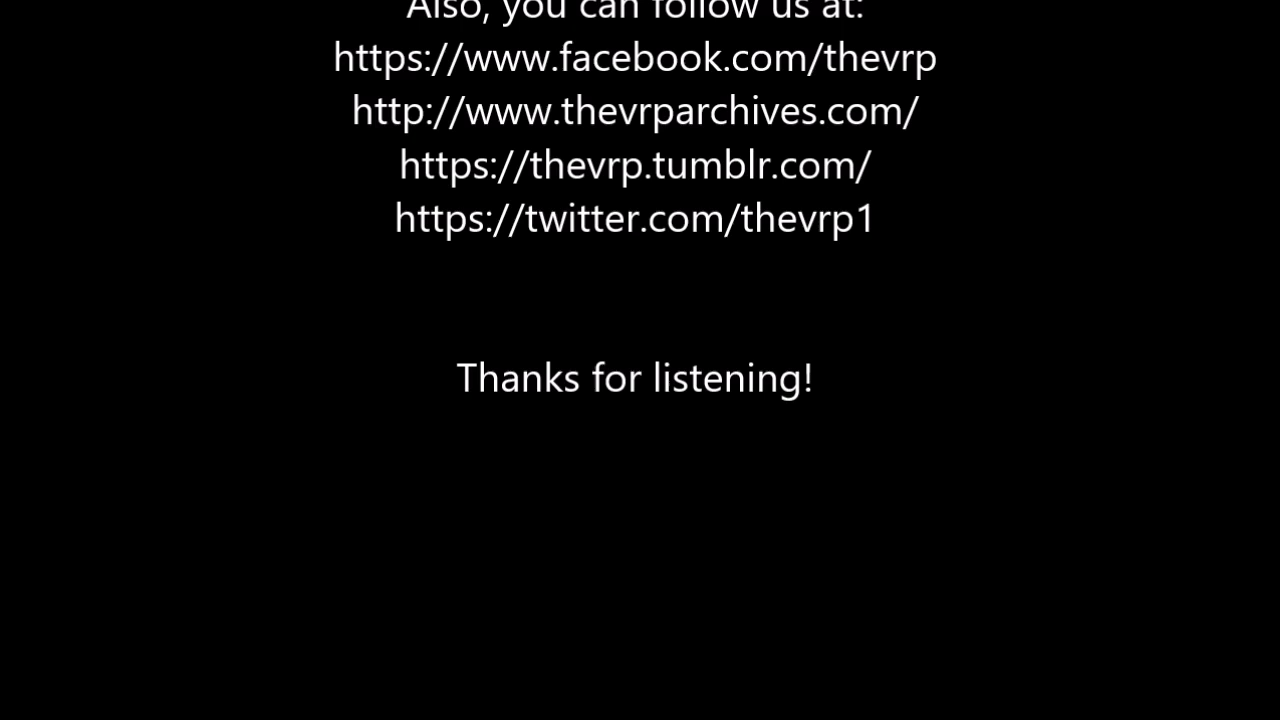 Also, you can follow us at:
https://www.facebook.com/thevrp
http://www.thevrparchives.com/
https://thevrp.tumblr.com/
https://twitter.com/thevrp1
Thanks for listening!